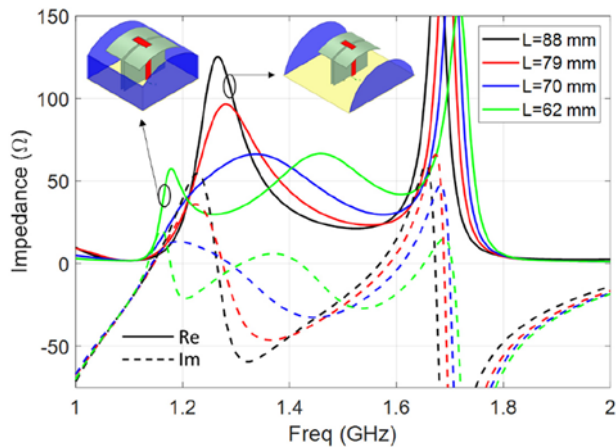 150
100
50
0
-50
Impedance (Ω)
L=88 mm
L=79 mm
L=70 mm
L=62 mm
Re
Im
1
1.2
1.4
1.6
1.8
2
Freq (GHz)